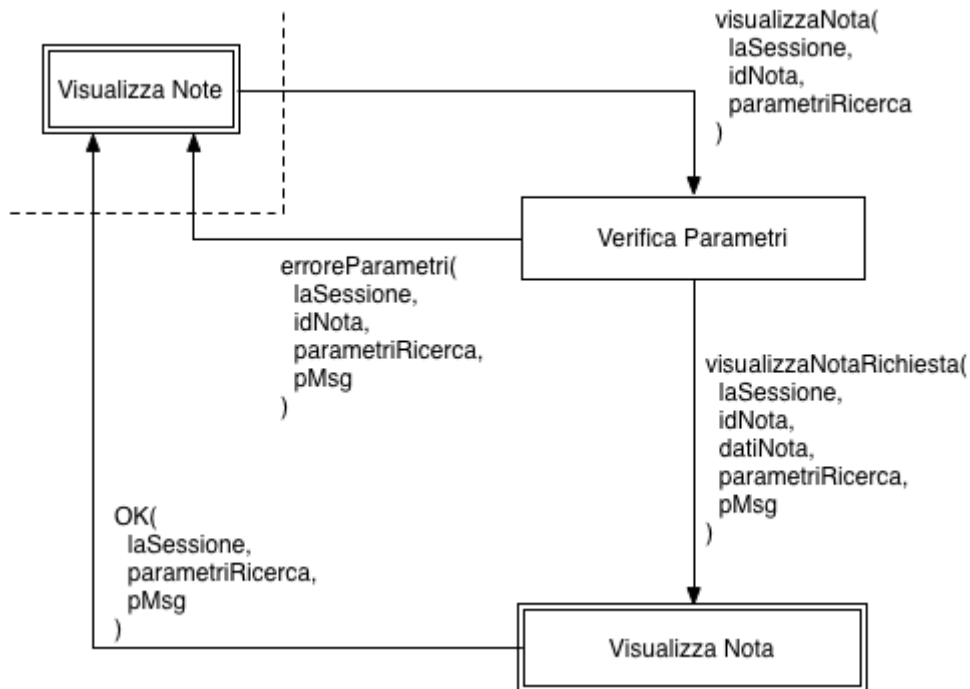 visualizzaNota(
laSessione,
idNota,
parametriRicerca
)
Visualizza Note
Verifica Parametri
erroreParametri(
laSessione,
idNota,
parametriRicerca,
pMsg
)
visualizzaNotaRichiesta(
laSessione,
idNota,
datiNota,
parametriRicerca,
pMsg
)
OK(
laSessione,
parametriRicerca,
pMsg
)
Visualizza Nota